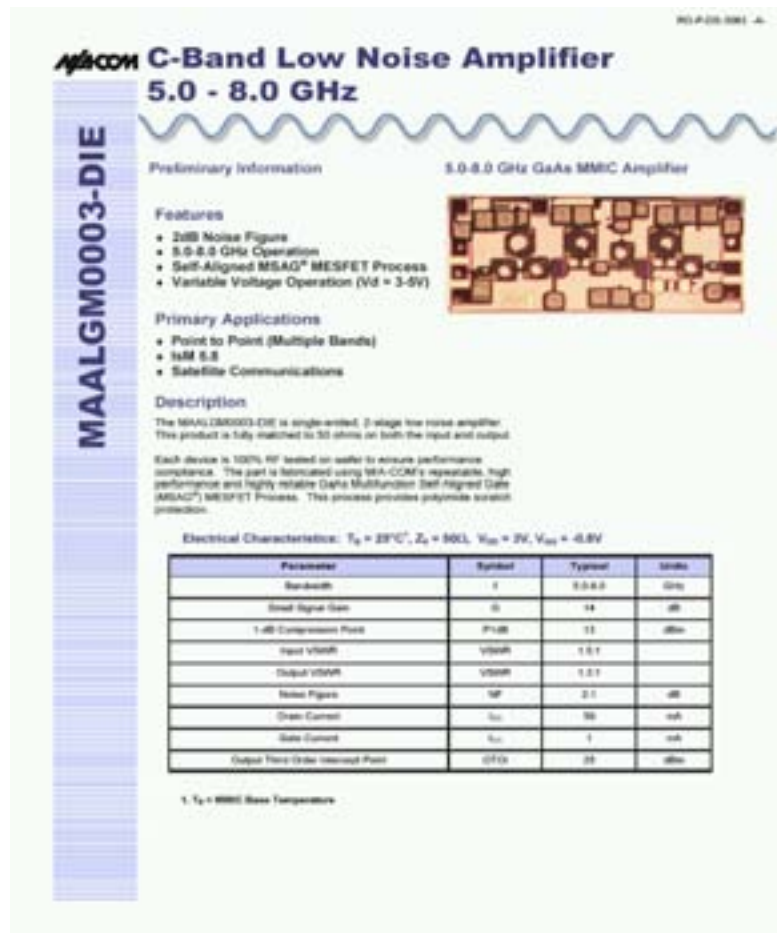 M/ACOM
C-Band Low Noise Amplifier
5.0 - 8.0 GHz
MAALGM0003-DIE
Preliminary Information
5.0-8.0 GHz GaAs MMIC Amplifier
Features
• 2dB Noise Figure
• 5.0-8.0 GHz Operation
• Self-Aligned MSAG® MESFET Process
• Variable Voltage Operation (Vd = 3-5V)
Primary Applications
• Point to Point (Multiple Bands)
• IsM 5.8
• Satellite Communications
Description
The MAALGM0003-DIE is single-ended, 2-stage low noise amplifier.
This product is fully matched to 50 ohms on both the input and output.
Each device is 100% RF tested on wafer to ensure performance
compliance. The part is fabricated using M/A-COM's repeatable, high
performance and highly reliable GaAs Multifunction Self-Aligned Gate
(MSAG®) MESFET Process. This process provides polyimide scratch
protection.
Electrical Characteristics:
Parameter Symbol Typical Units
Bandwidth f 5.0-8.0 GHz
Small Signal Gain G 14 dB
1-dB Compression Point P1dB 13 dBm
Input VSWR VSWR
Output VSWR VSWR
Noise Figure NF 2.1 dB
Drain Current mA
Gate Current mA
Output Third Order Intercept Point OTOI dBm
= MMIC Base Temperature